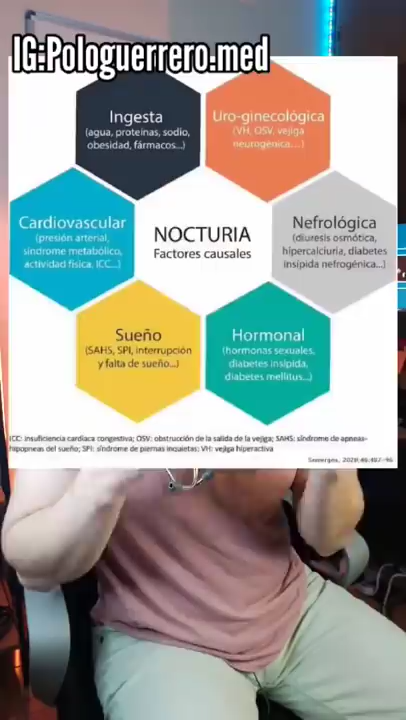 IG:Pologuerrero.med
Ingesta
(agua, proteínas, sodio,
obesidad, fármacos...)
Uro-ginecológica
(VH, OSV, vejiga
neurogénica....)
Cardiovascular
(presión arterial,
síndrome metabólico,
actividad física, ICC...)
NOCTURIA
Factores causales
Nefrológica
(diuresis osmótica,
hipercalciuria, diabetes
insípida nefrogénica...)
Sueño
(SAHS, SPI, interrupción
y falta de sueño...)
Hormonal
(hormonas sexuales,
diabetes insípida,
diabetes mellitus...)
ICC: insuficiencia cardíaca congestiva; OSV: obstrucción de la salida de la vejiga; SAHS: síndrome de apneas-
hipopneas del sueño; SPI: síndrome de piernas inquietas; VH: vejiga hiperactiva